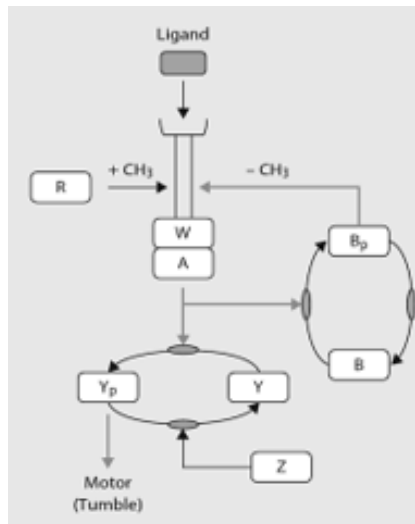 Ligand
+ CH₃
− CH₃
R
W
A
Bₚ
B
Yₚ
Y
Z
Motor
(Tumble)